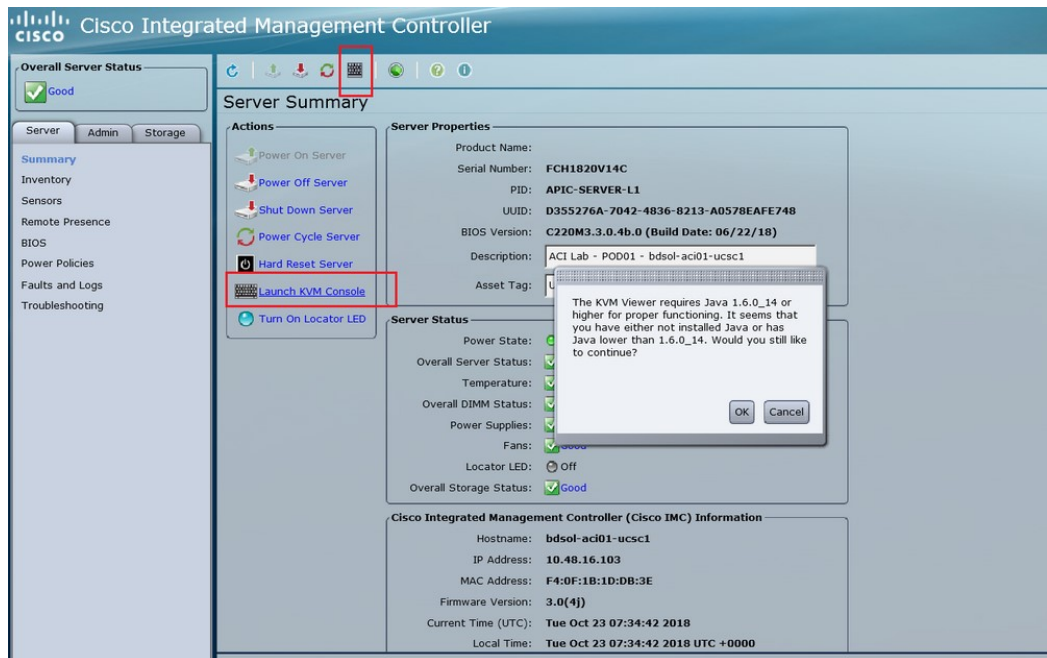 CISCO
Cisco Integrated Management Controller
Overall Server Status
Good
Server Admin Storage
Summary
Inventory
Sensors
Remote Presence
BIOS
Power Policies
Faults and Logs
Troubleshooting
Server Summary
Actions
Power On Server
Power Off Server
Shut Down Server
Power Cycle Server
Hard Reset Server
Launch KVM Console
Turn On Locator LED
Server Properties
Product Name:
Serial Number: FCH1820V14C
PID: APIC-SERVER-L1
UUID: D355276A-7042-4836-8213-A0578EAFE748
BIOS Version: C220M3.3.0.4b.0 (Build Date: 06/22/18)
Description: ACI Lab - POD01 - bdsol-aci01-ucsc1
Asset Tag:
Server Status
Power State:
Overall Server Status:
Temperature:
Overall DIMM Status:
Power Supplies:
Fans: Good
Locator LED: Off
Overall Storage Status: Good
The KVM Viewer requires Java 1.6.0_14 or
higher for proper functioning. It seems that
you have either not installed Java or has
Java lower than 1.6.0_14. Would you still like
to continue?
OK Cancel
Cisco Integrated Management Controller (Cisco IMC) Information
Hostname: bdsol-aci01-ucsc1
IP Address: 10.48.16.103
MAC Address: F4:0F:1B:1D:DB:3E
Firmware Version: 3.0(4j)
Current Time (UTC): Tue Oct 23 07:34:42 2018
Local Time: Tue Oct 23 07:34:42 2018 UTC +0000